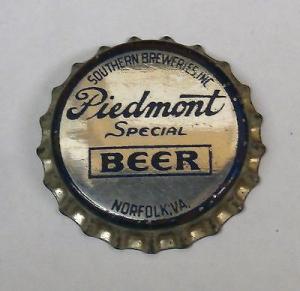 SOUTHERN BREWERIES, INC
Piedmont
SPECIAL
BEER
NORFOLK, VA.